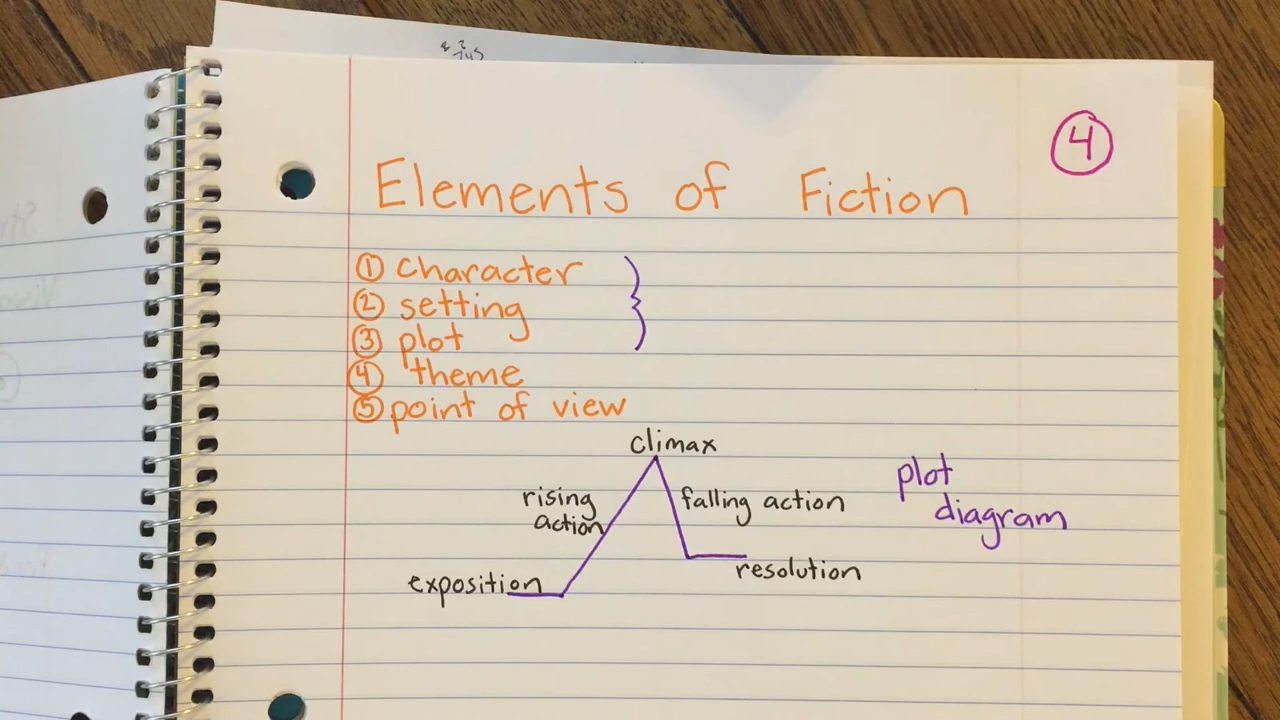 4
Elements of Fiction
① character
② setting
③ plot
④ theme
⑤ point of view
climax
rising
action
falling action
plot
diagram
exposition
resolution